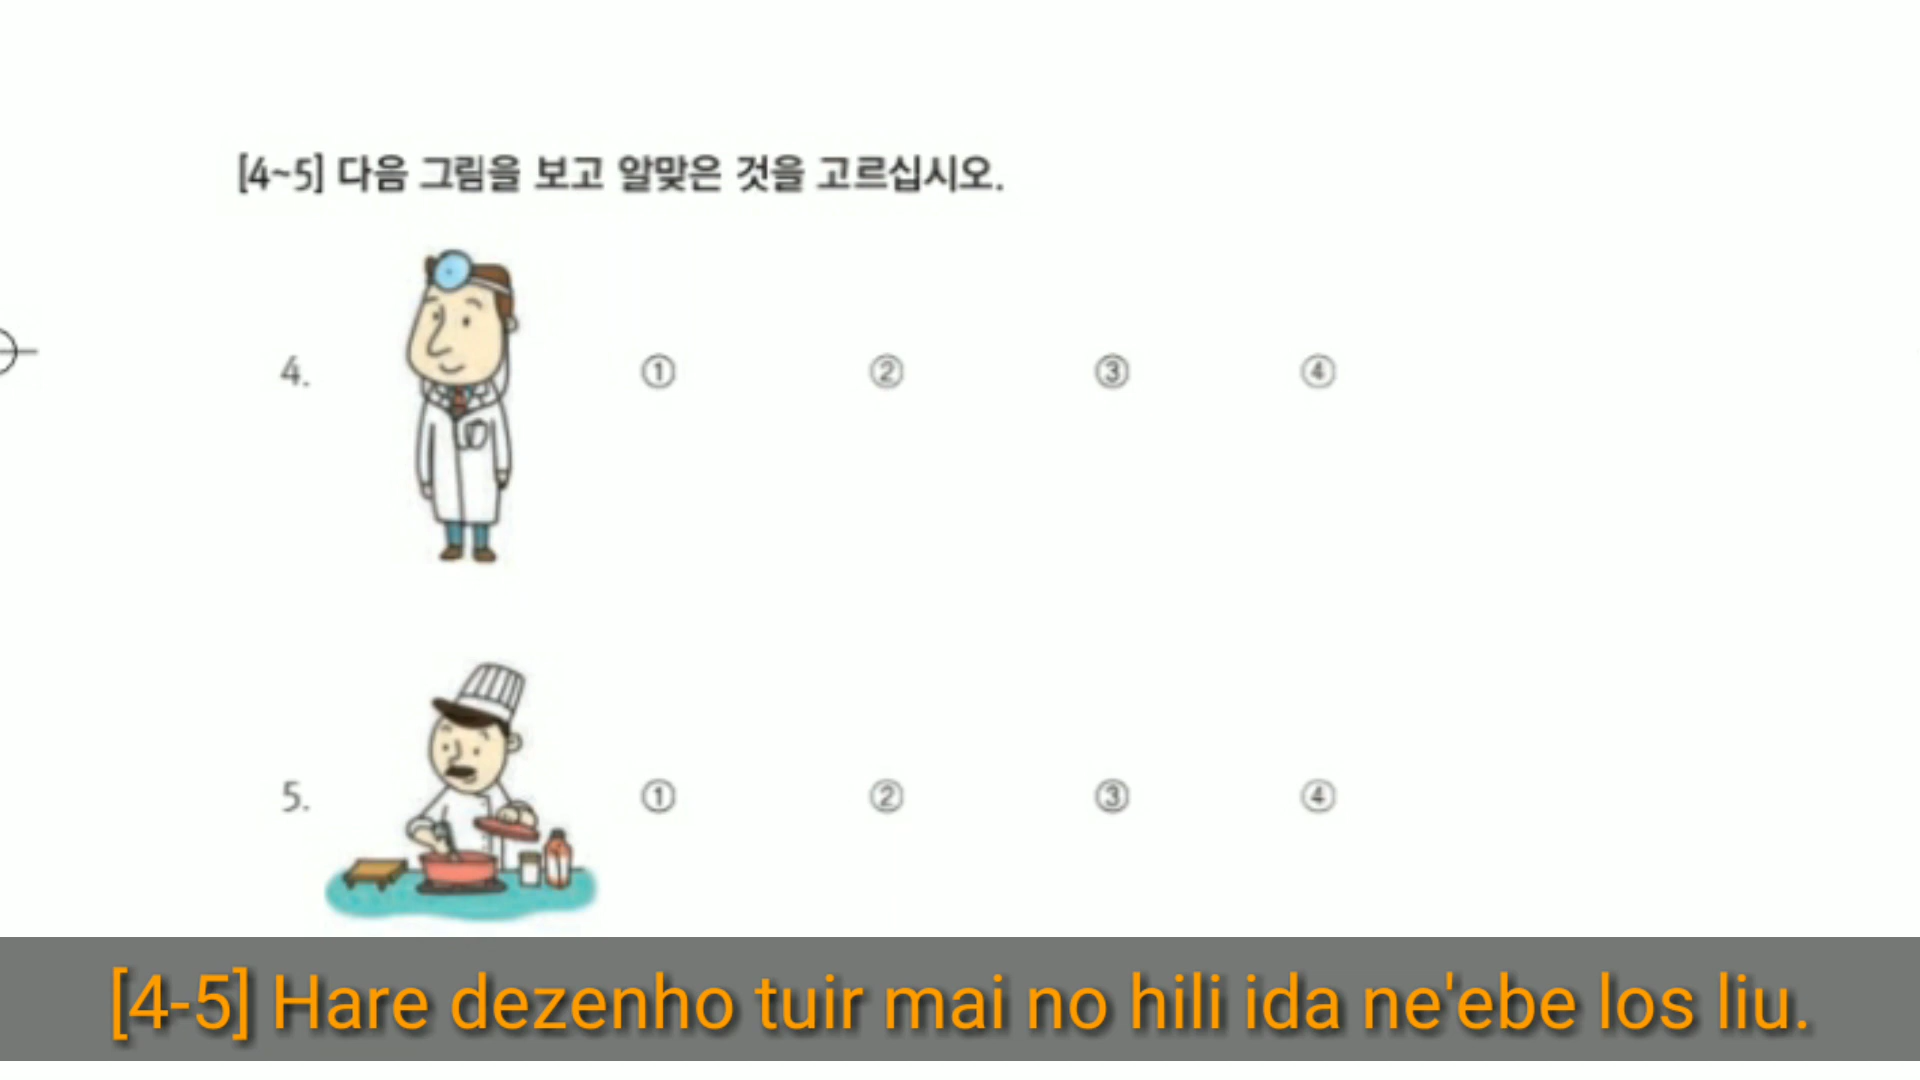 [4~5] 다음 그림을 보고 알맞은 것을 고르십시오.
4. ① ② ③ ④
5. ① ② ③ ④
[4-5] Hare dezenho tuir mai no hili ida ne'ebe los liu.